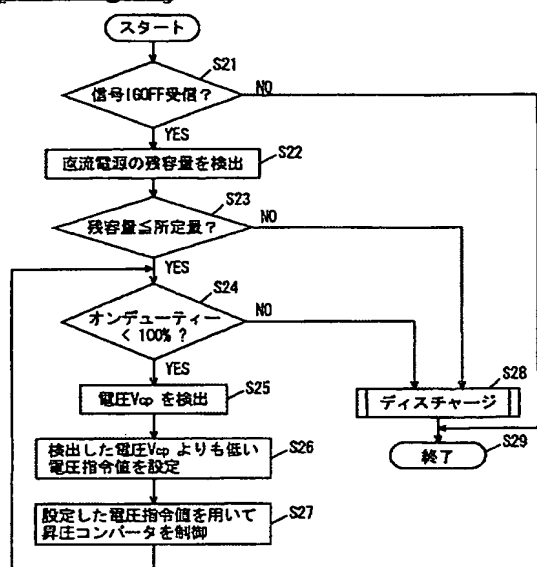 スタート
S21
信号IGOFF受信?
NO
YES
直流電源の残容量を検出
S22
S23
残容量≦所定量?
NO
YES
S24
オンデューティー
< 100% ?
NO
YES
電圧Vcp を検出
S25
S28
ディスチャージ
検出した電圧Vcp よりも低い
電圧指令値を設定
S26
終了
S29
設定した電圧指令値を用いて
昇圧コンバータを制御
S27